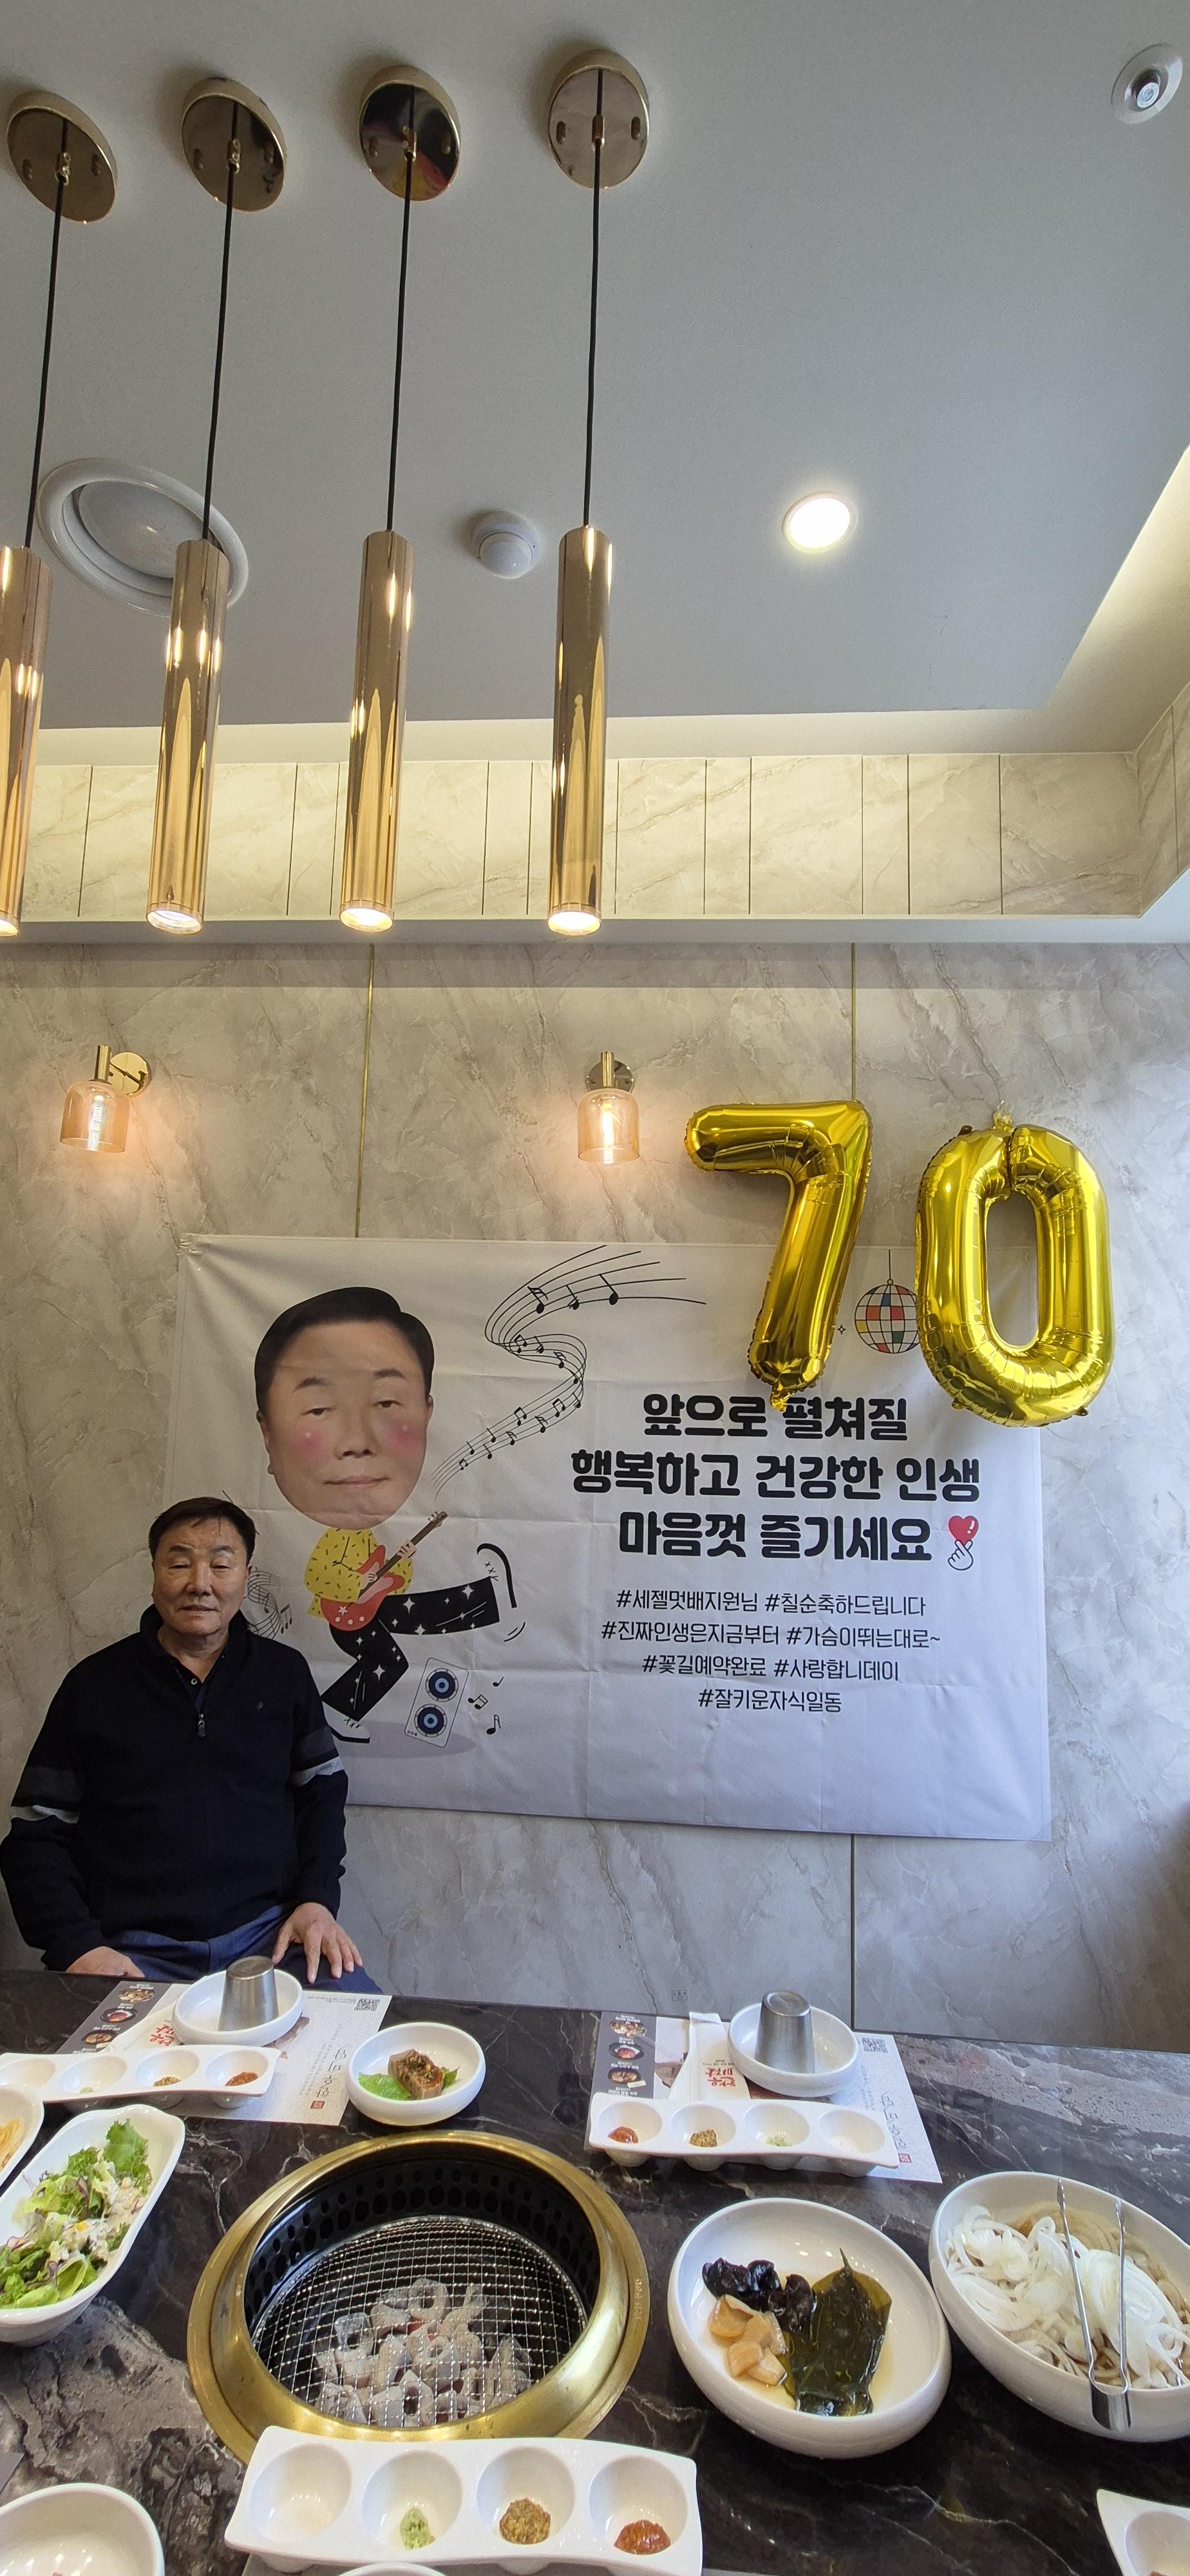 70
앞으로 펼쳐질
행복하고 건강한 인생
마음껏 즐기세요
#세젤멋배지원님 #칠순축하드립니다
#진짜인생은지금부터 #가슴이뛰는대로~
#꽃길예약완료 #사랑합니데이
#잘키운자식일동